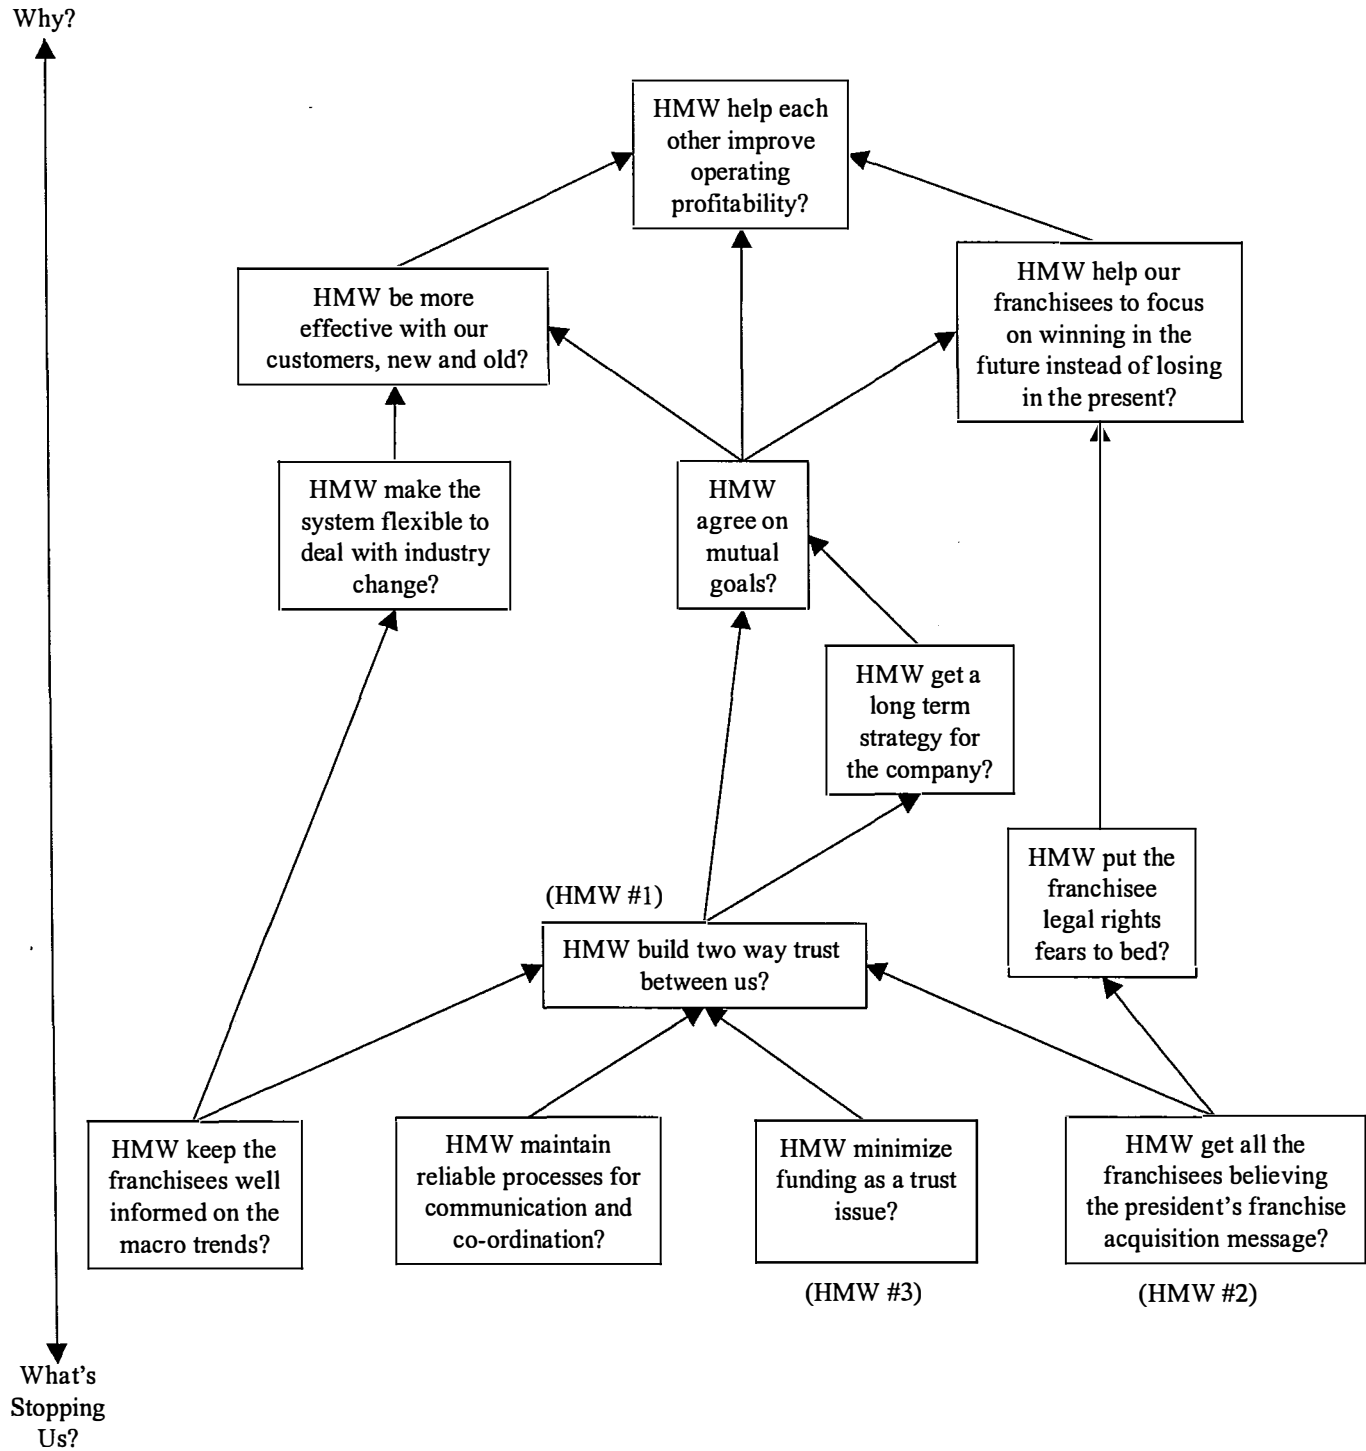 Why?
HMW help each
other improve
operating
profitability?
HMW be more
effective with our
customers, new and old?
HMW help our
franchisees to focus
on winning in the
future instead of losing
in the present?
HMW make the
system flexible to
deal with industry
change?
HMW
agree on
mutual
goals?
HMW get a
long term
strategy for
the company?
HMW put the
franchisee
legal rights
fears to bed?
(HMW #1)
HMW build two way trust
between us?
HMW keep the
franchisees well
informed on the
macro trends?
HMW maintain
reliable processes for
communication and
co-ordination?
HMW minimize
funding as a trust
issue?
(HMW #3)
HMW get all the
franchisees believing
the president's franchise
acquisition message?
(HMW #2)
What's
Stopping
Us?